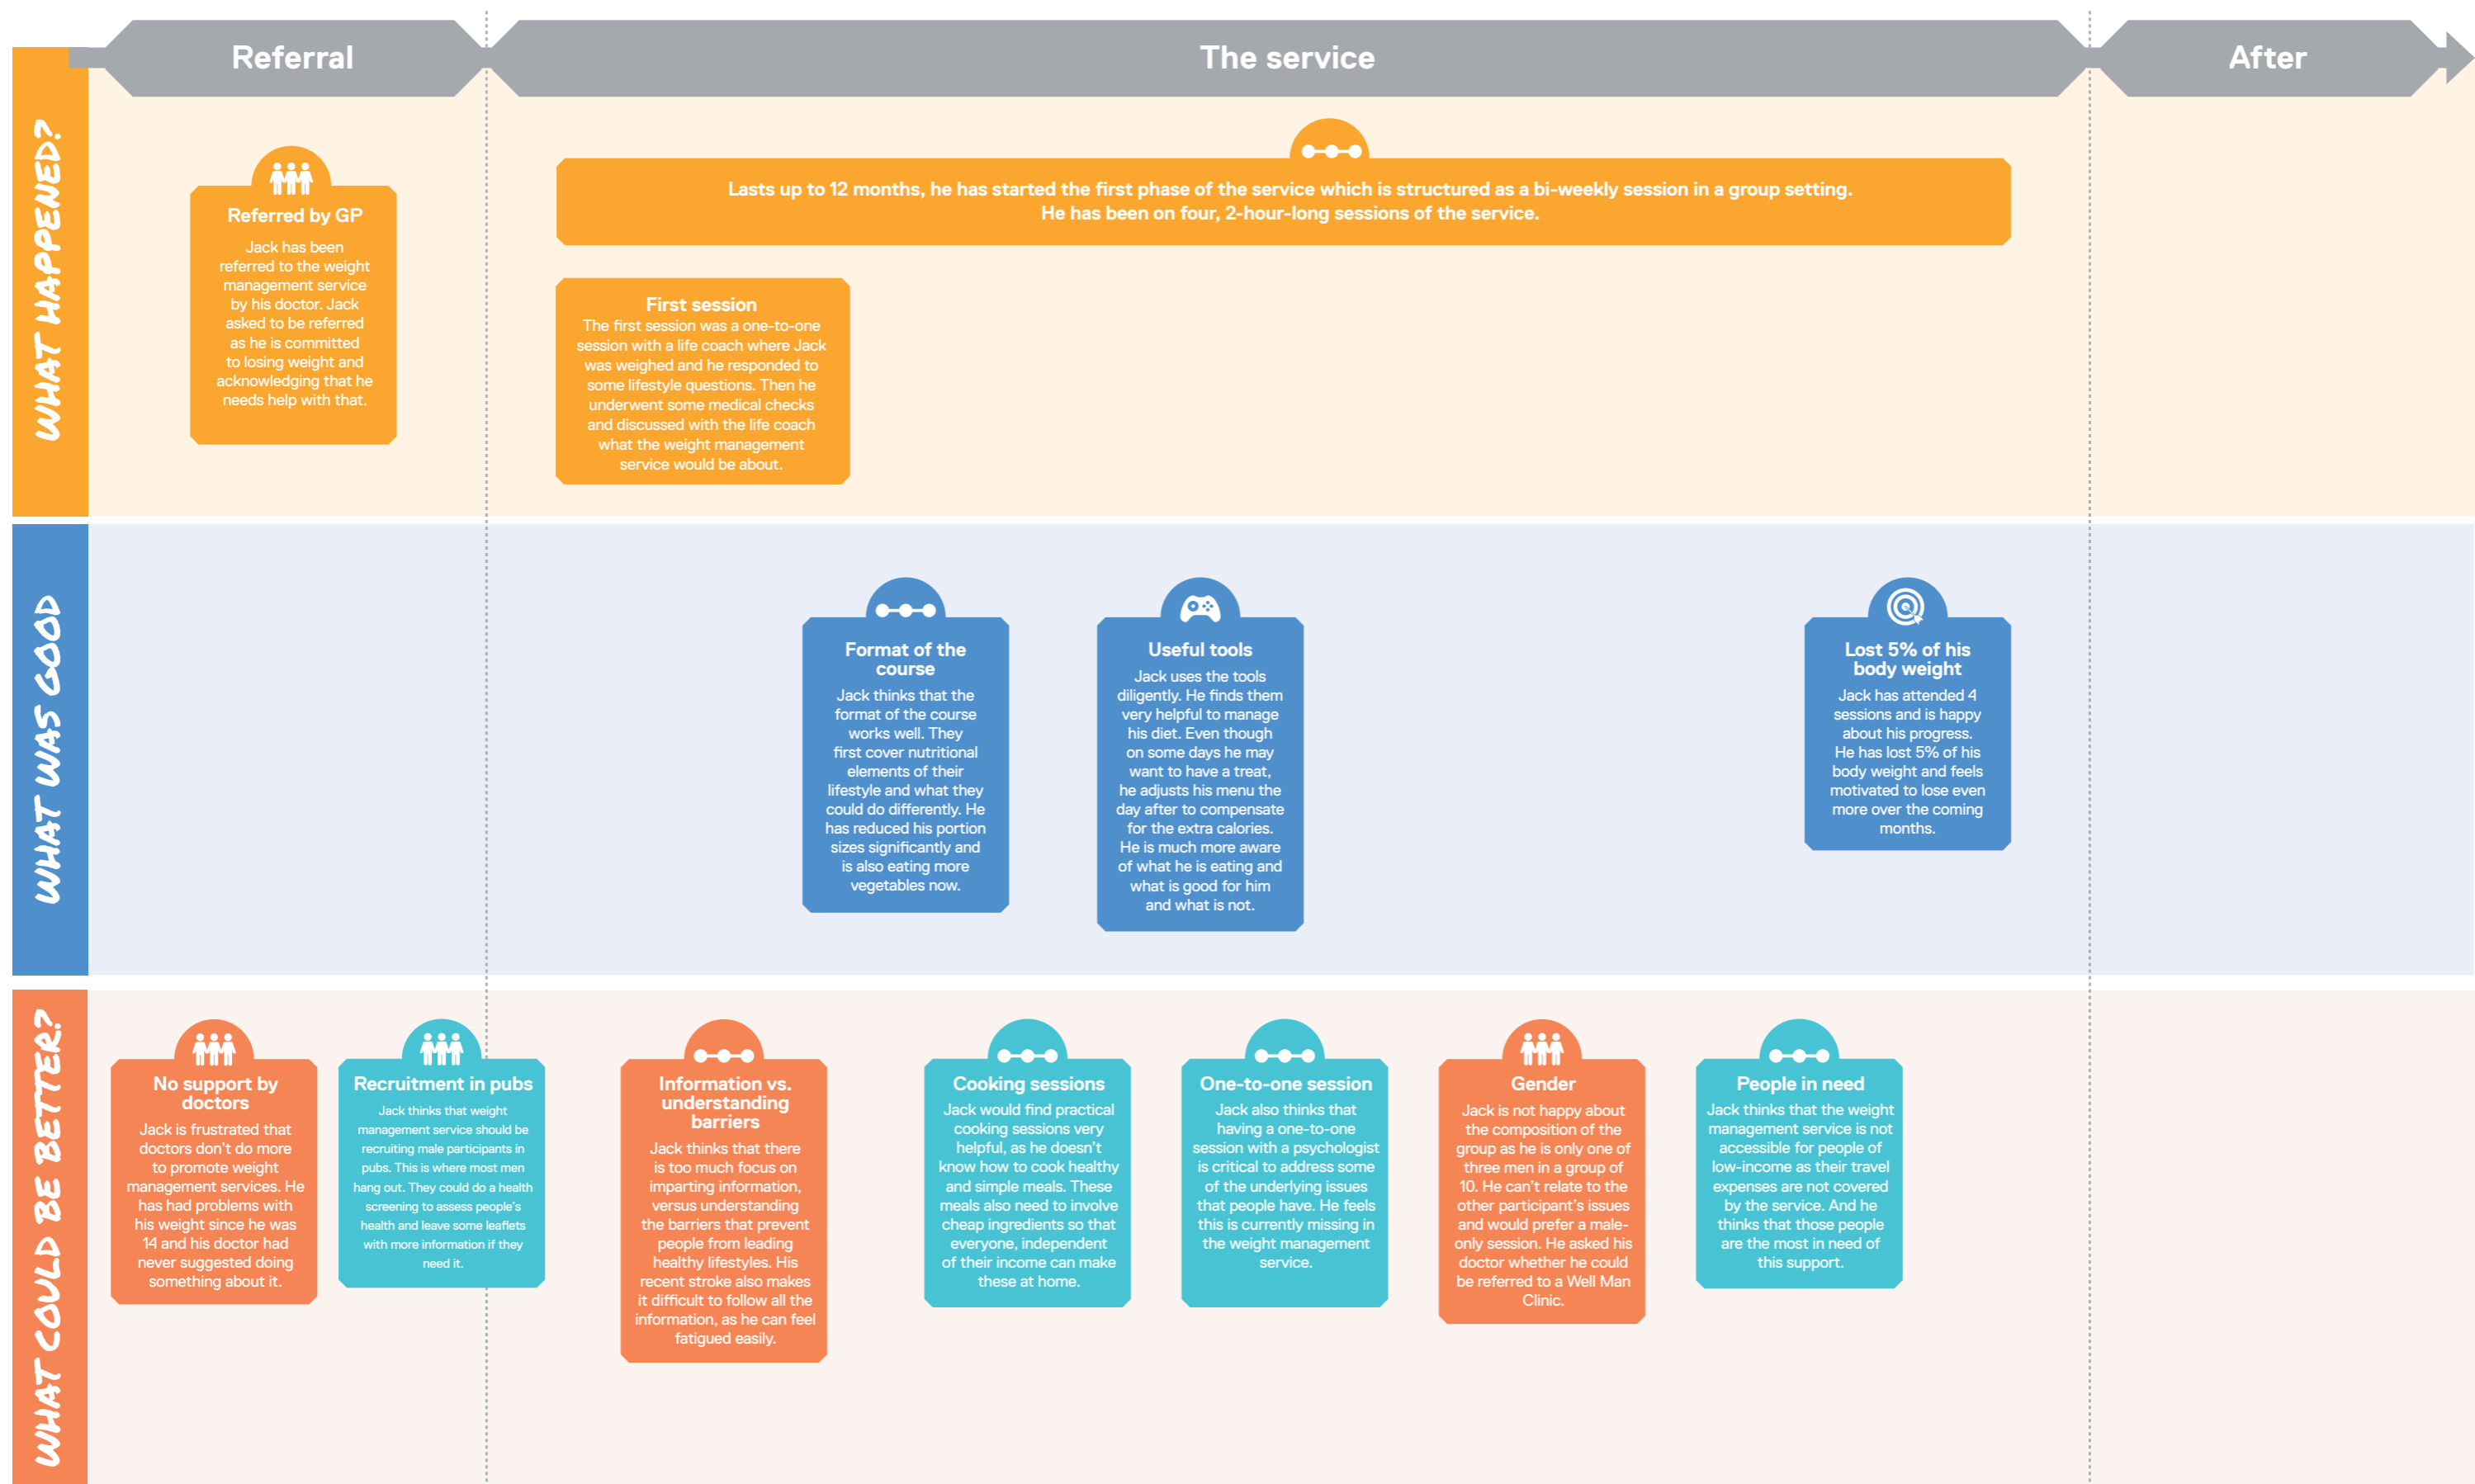 Referral
The service
After
WHAT HAPPENED?
Referred by GP
Jack has been
referred to the weight
management service
by his doctor. Jack
asked to be referred
as he is committed
to losing weight and
acknowledging that he
needs help with that.
Lasts up to 12 months, he has started the first phase of the service which is structured as a bi-weekly session in a group setting.
He has been on four, 2-hour-long sessions of the service.
First session
The first session was a one-to-one
session with a life coach where Jack
was weighed and he responded to
some lifestyle questions. Then he
underwent some medical checks
and discussed with the life coach
what the weight management
service would be about.
WHAT WAS GOOD
Format of the
course
Jack thinks that the
format of the course
works well. They
first cover nutritional
elements of their
lifestyle and what they
could do differently. He
has reduced his portion
sizes significantly and
is also eating more
vegetables now.
Useful tools
Jack uses the tools
diligently. He finds them
very helpful to manage
his diet. Even though
on some days he may
want to have a treat,
he adjusts his menu the
day after to compensate
for the extra calories.
He is much more aware
of what he is eating and
what is good for him
and what is not.
Lost 5% of his
body weight
Jack has attended 4
sessions and is happy
about his progress.
He has lost 5% of his
body weight and feels
motivated to lose even
more over the coming
months.
WHAT COULD BE BETTER?
No support by
doctors
Jack is frustrated that
doctors don't do more
to promote weight
management services. He
has had problems with
his weight since he was
14 and his doctor had
never suggested doing
something about it.
Recruitment in pubs
Jack thinks that weight
management service should be
recruiting male participants in
pubs. This is where most men
hang out. They could do a health
screening to assess people's
health and leave some leaflets
with more information if they
need it.
Information vs.
understanding
barriers
Jack thinks that there
is too much focus on
imparting information,
versus understanding
the barriers that prevent
people from leading
healthy lifestyles. His
recent stroke also makes
it difficult to follow all the
information, as he can feel
fatigued easily.
Cooking sessions
Jack would find practical
cooking sessions very
helpful, as he doesn't
know how to cook healthy
and simple meals. These
meals also need to involve
cheap ingredients so that
everyone, independent
of their income can make
these at home.
One-to-one session
Jack also thinks that
having a one-to-one
session with a psychologist
is critical to address some
of the underlying issues
that people have. He feels
this is currently missing in
the weight management
service.
Gender
Jack is not happy about
the composition of the
group as he is only one of
three men in a group of
10. He can't relate to the
other participant's issues
and would prefer a male-
only session. He asked his
doctor whether he could
be referred to a Well Man
Clinic.
People in need
Jack thinks that the weight
management service is not
accessible for people of
low-income as their travel
expenses are not covered
by the service. And he
thinks that those people
are the most in need of
this support.